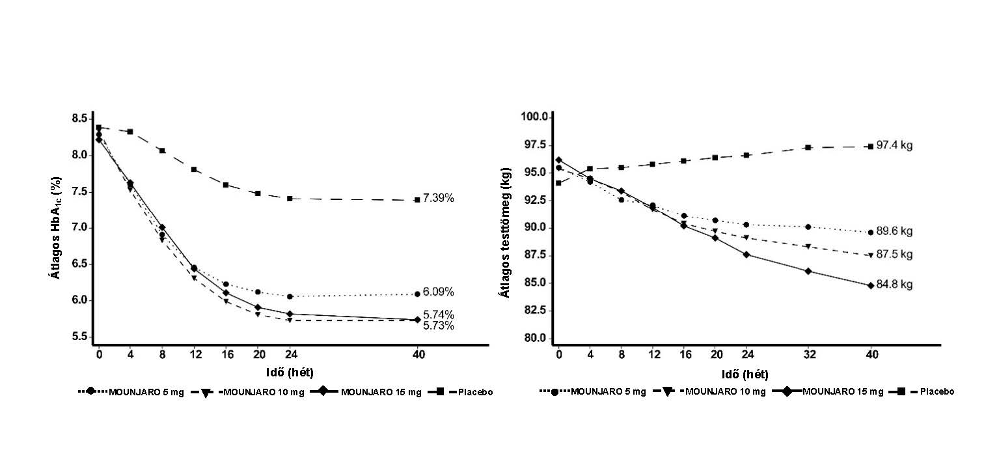 Átlagos HbA1c (%)
8.5
8.0
7.5
7.0
6.5
6.0
5.5
7.39%
6.09%
5.74%
5.73%
0 4 8 12 16 20 24 40
Idő (hét)
MOUNJARO 5 mg MOUNJARO 10 mg MOUNJARO 15 mg Placebo
Átlagos testtömeg (kg)
100.0
97.5
95.0
92.5
90.0
87.5
85.0
82.5
80.0
97.4 kg
89.6 kg
87.5 kg
84.8 kg
0 4 8 12 16 20 24 32 40
Idő (hét)
MOUNJARO 5 mg MOUNJARO 10 mg MOUNJARO 15 mg Placebo